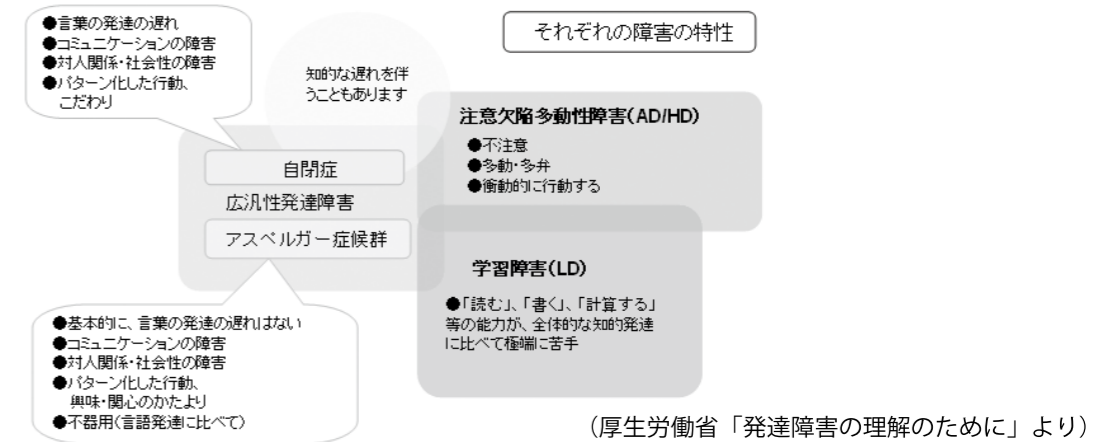 それぞれの障害の特性
●言葉の発達の遅れ
●コミュニケーションの障害
●対人関係・社会性の障害
●パターン化した行動、
こだわり
知的な遅れを伴
うこともあります
自閉症
広汎性発達障害
アスペルガー症候群
●基本的に、言葉の発達の遅れはない
●コミュニケーションの障害
●対人関係・社会性の障害
●パターン化した行動、
興味・関心のかたより
●不器用(言語発達に比べて)
注意欠陥多動性障害(AD/HD)
●不注意
●多動・多弁
●衝動的に行動する
学習障害(LD)
●「読む」、「書く」、「計算する」
等の能力が、全体的な知的発達
に比べて極端に苦手
（厚生労働省「発達障害の理解のために」より）